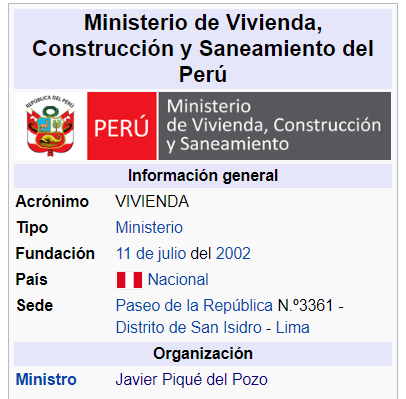 Ministerio de Vivienda,
Construcción y Saneamiento del
Perú
REPÚBLICA DEL PERÚ
PERÚ
Ministerio
de Vivienda, Construcción
y Saneamiento
Información general
Acrónimo VIVIENDA
Tipo Ministerio
Fundación 11 de julio del 2002
País Nacional
Sede Paseo de la República N.º3361 -
Distrito de San Isidro - Lima
Organización
Ministro Javier Piqué del Pozo